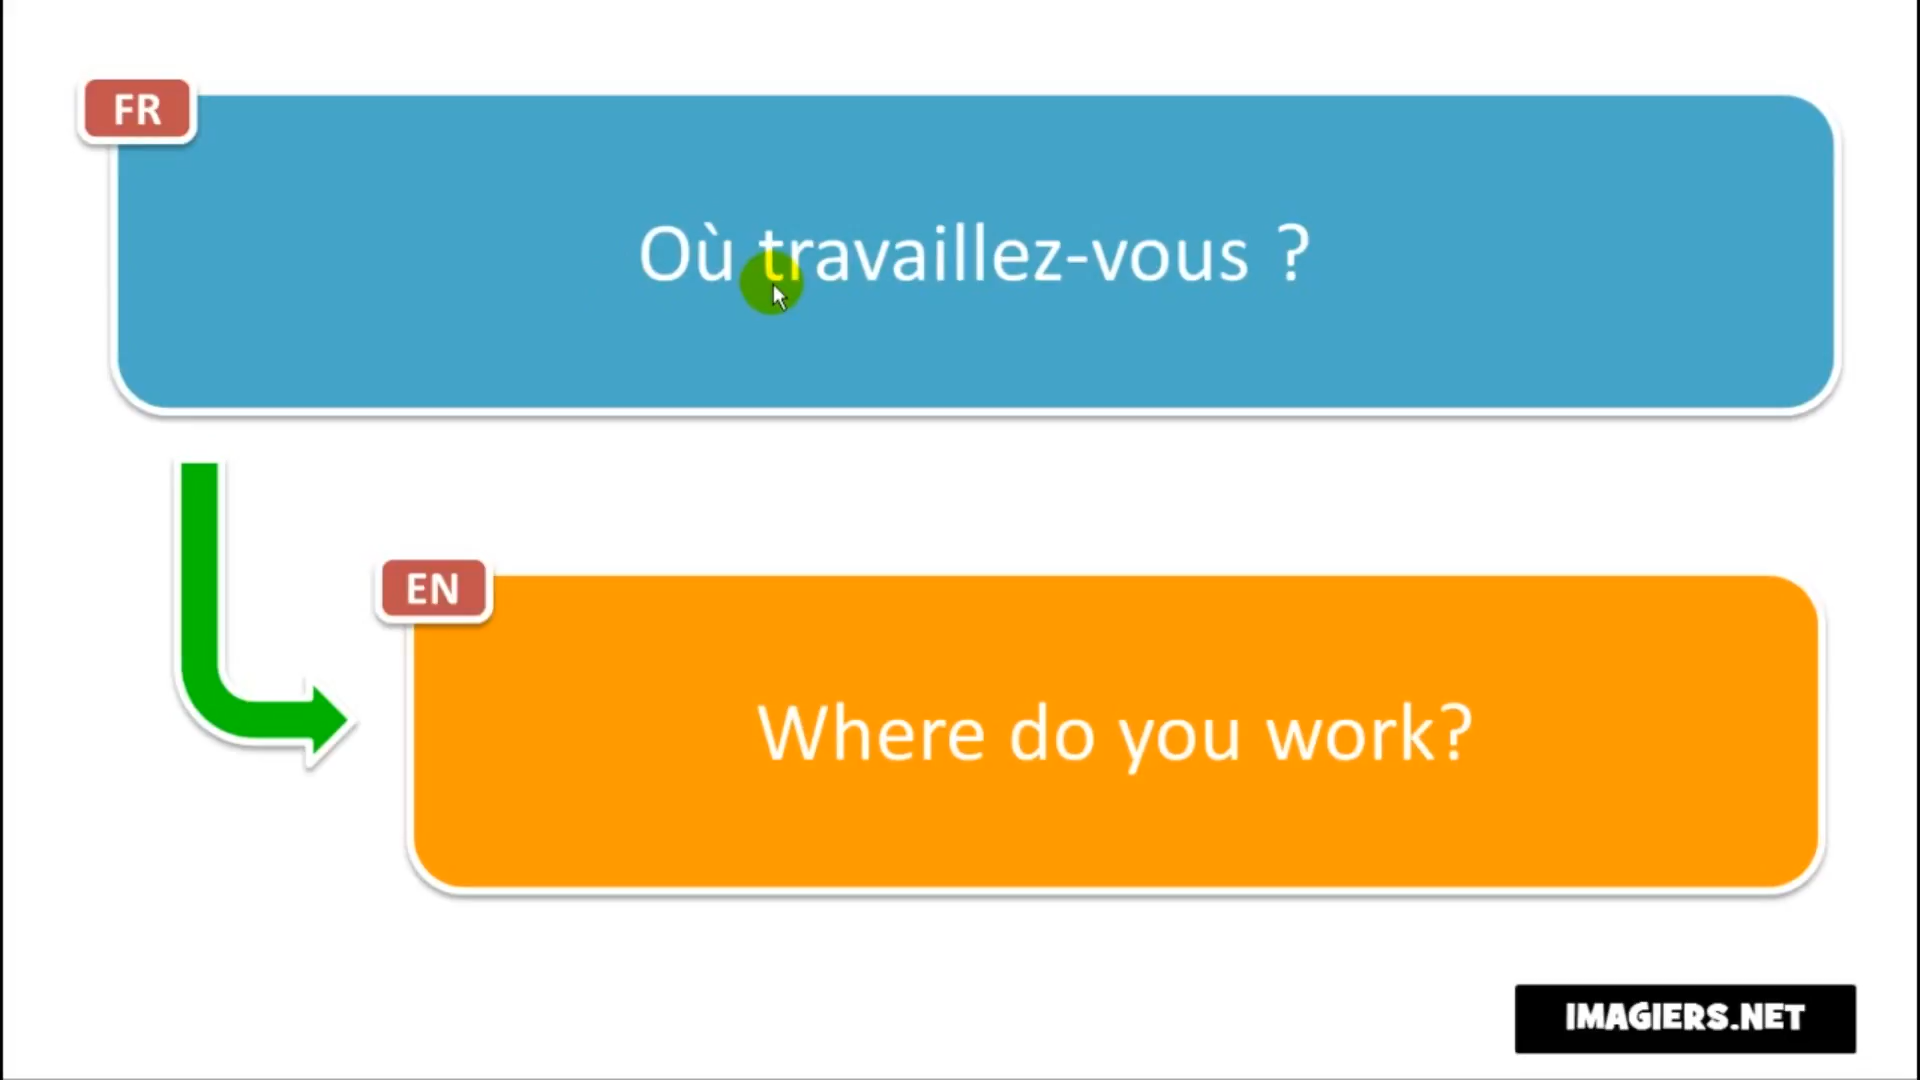 FR
Où travaillez-vous ?
EN
Where do you work?
IMAGIERS.NET